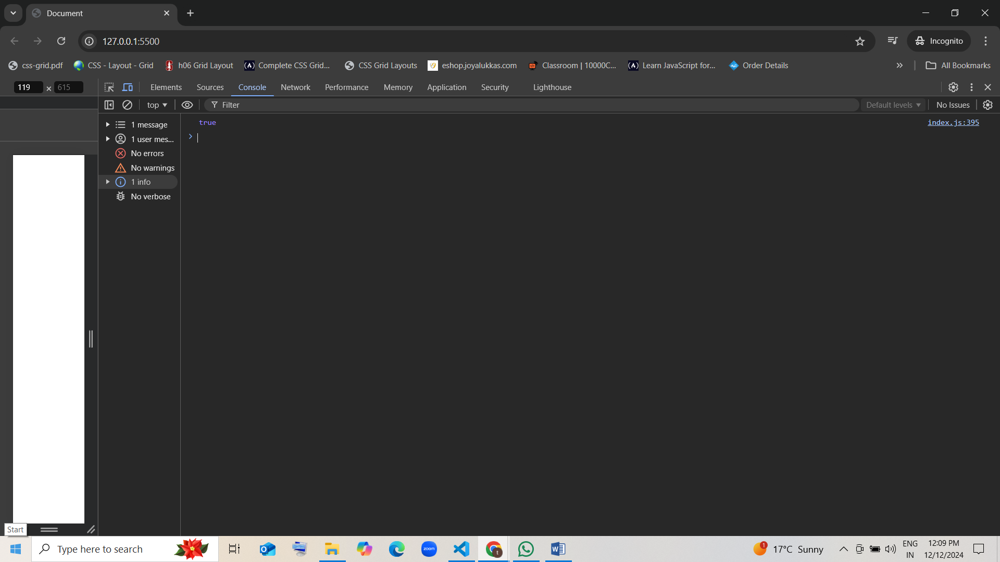 Document
127.0.0.1:5500
Incognito
css-grid.pdf
CSS - Layout - Grid
h06 Grid Layout
Complete CSS Grid...
CSS Grid Layouts
eshop.joyalukkas.com
Classroom | 10000C...
Learn JavaScript for...
Order Details
All Bookmarks
119 × 615
Elements
Sources
Console
Network
Performance
Memory
Application
Security
Lighthouse
top
Filter
Default levels
No Issues
1 message
1 user mes...
No errors
No warnings
1 info
No verbose
true
index.js:395
Start
Type here to search
zoom
1
17°C Sunny
ENG
IN
12:09 PM
12/12/2024